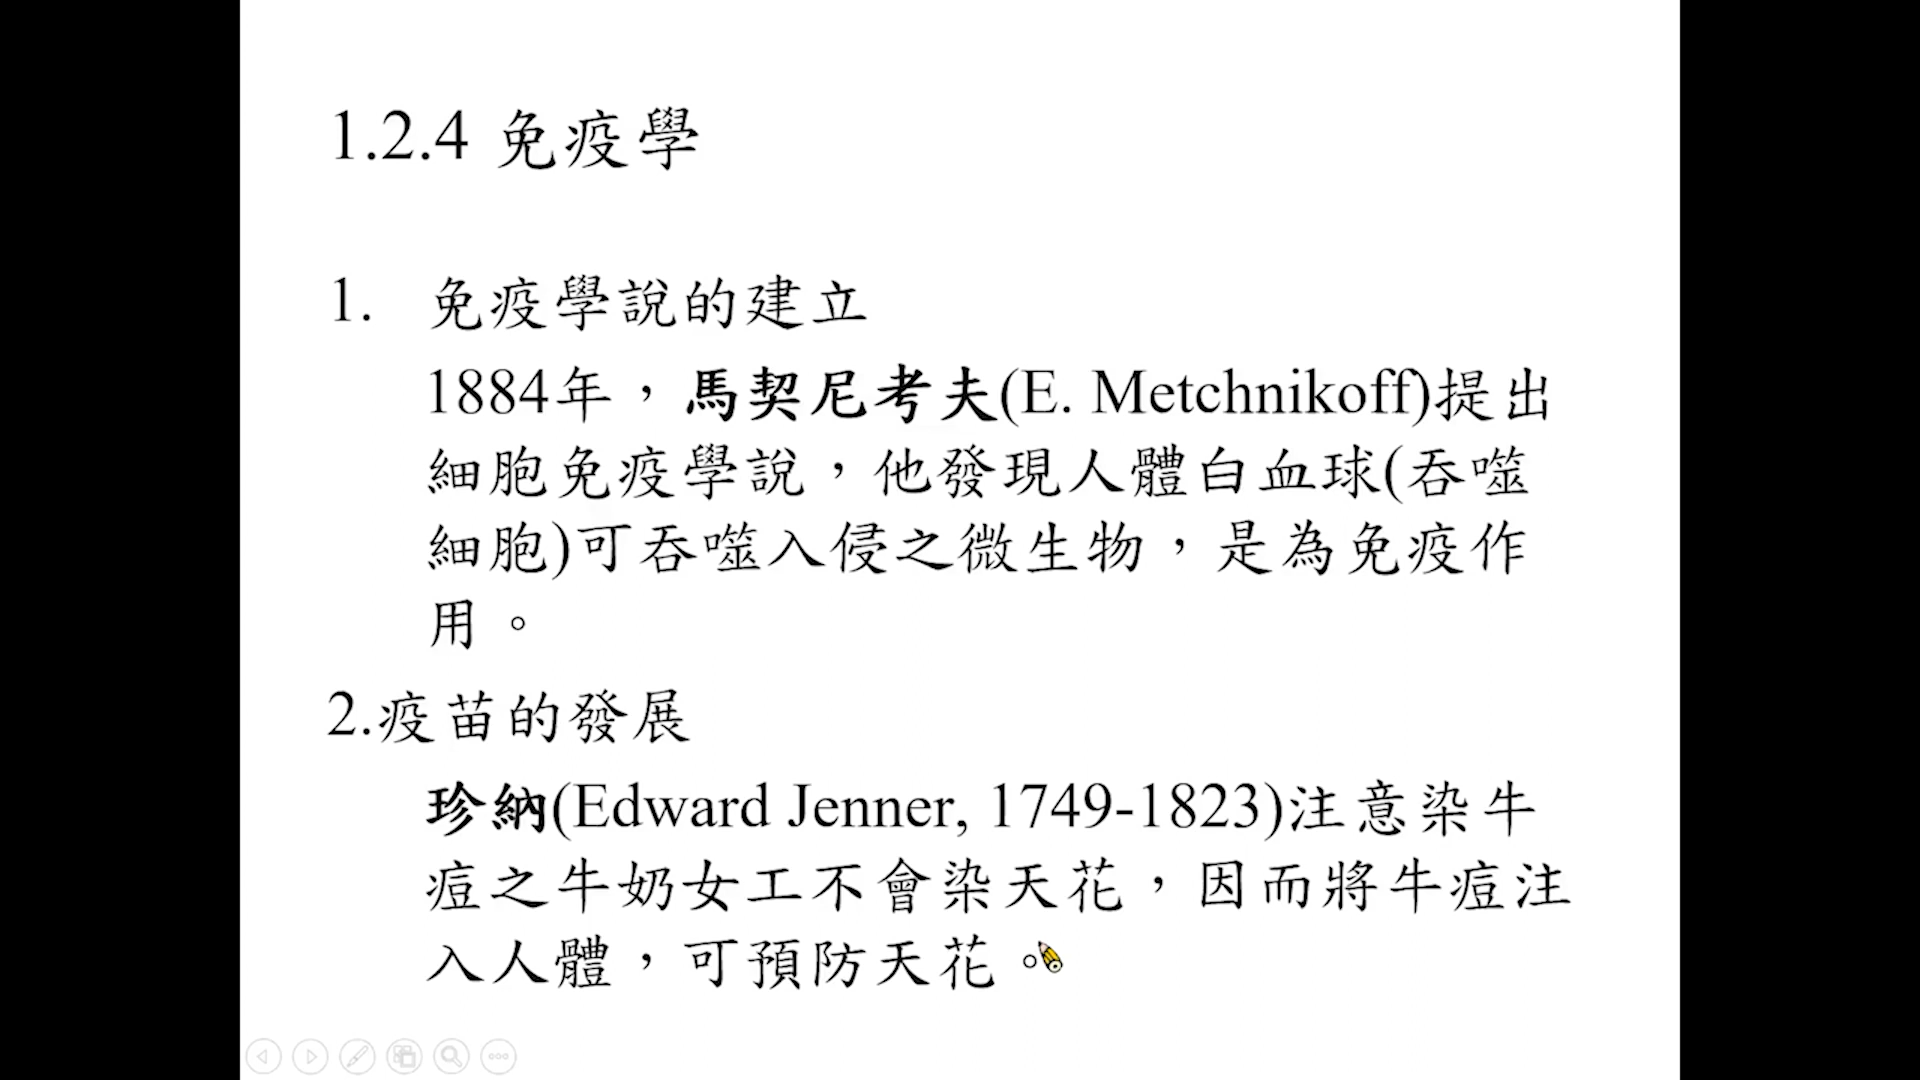 1.2.4 免疫學
1. 免疫學說的建立
1884年，馬契尼考夫(E. Metchnikoff)提出
細胞免疫學說，他發現人體白血球(吞噬
細胞)可吞噬入侵之微生物，是為免疫作
用。
2.疫苗的發展
珍納(Edward Jenner, 1749-1823)注意染牛
痘之牛奶女工不會染天花，因而將牛痘注
入人體，可預防天花。